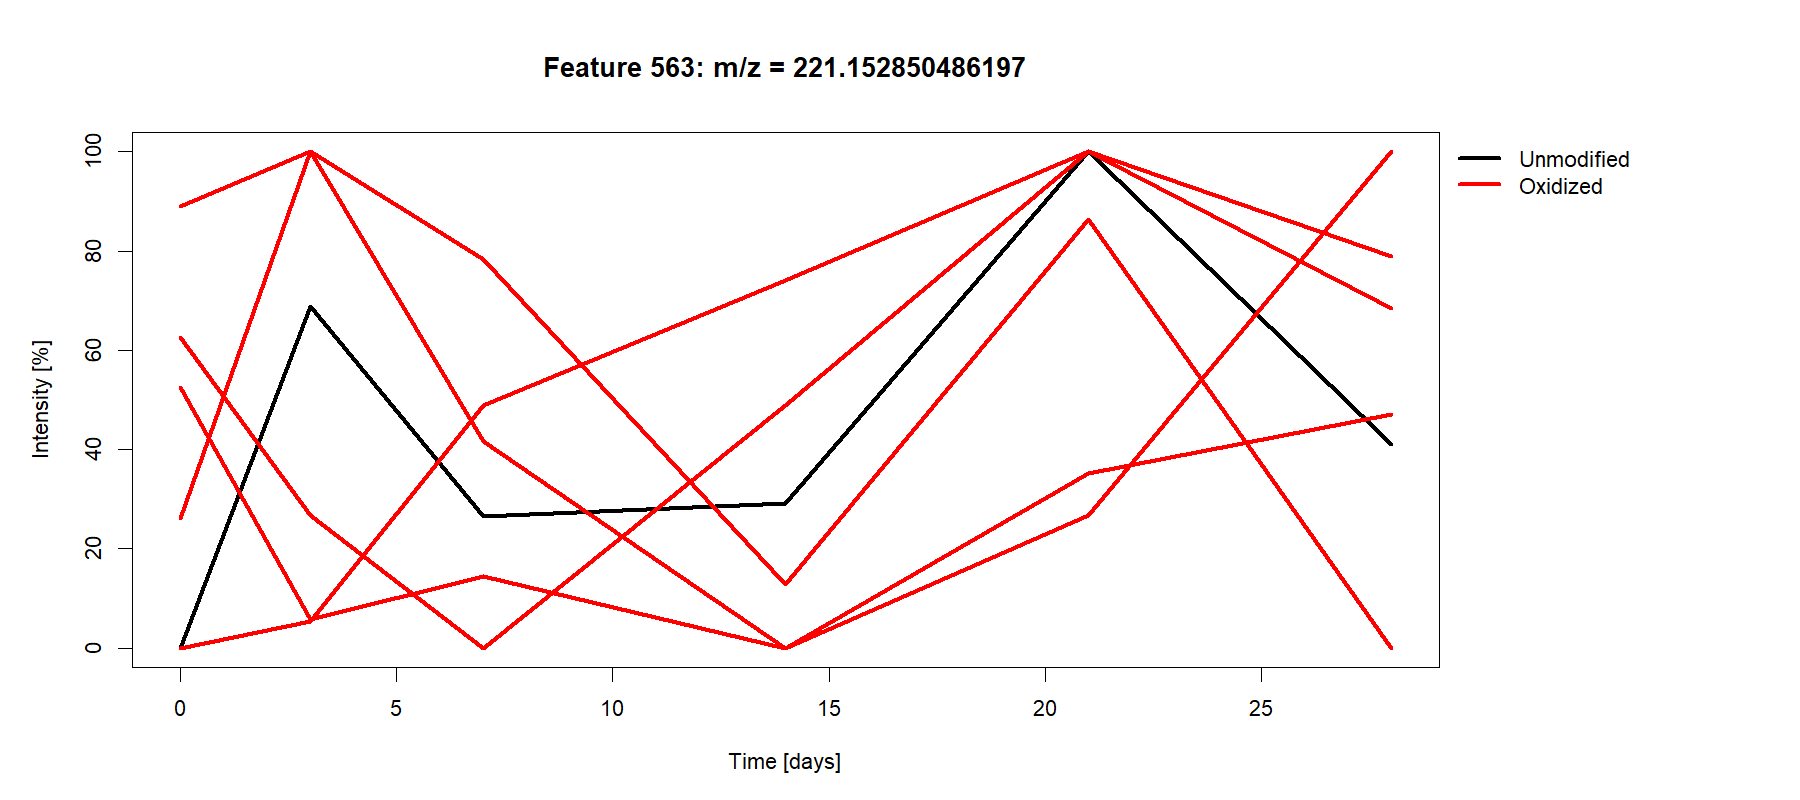 Feature 563: m/z = 221.152850486197
Unmodified
Oxidized
Intensity [%]
100
80
60
40
20
0
0 5 10 15 20 25
Time [days]